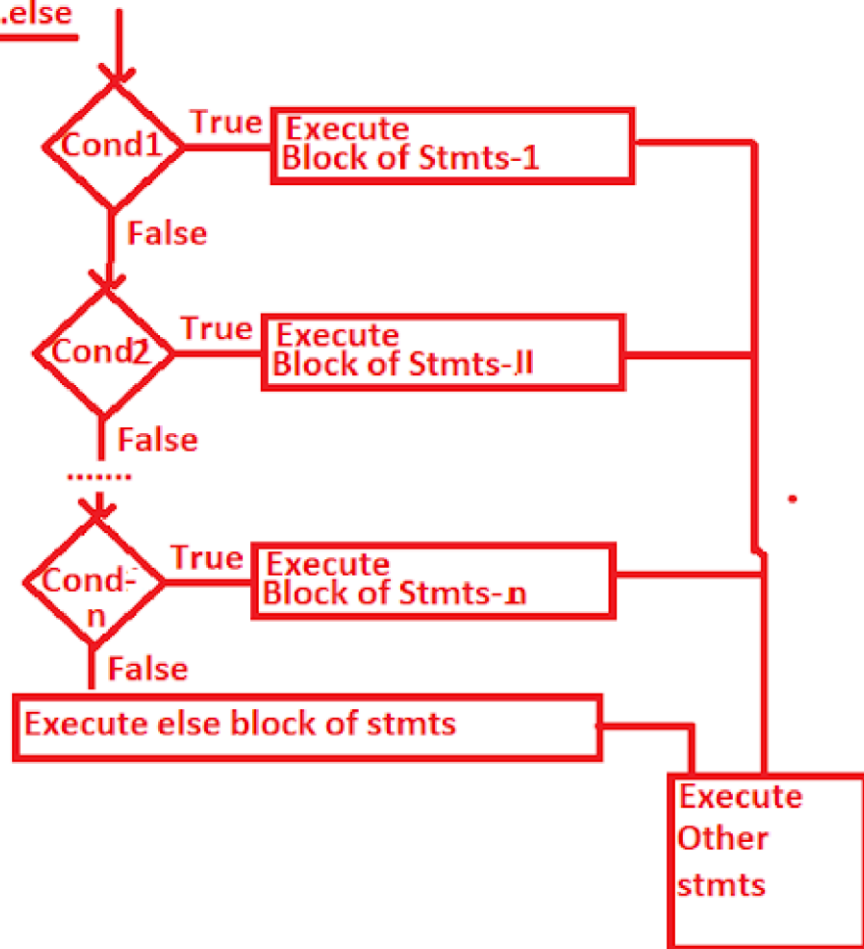 .else
Cond1
True
Execute
Block of Stmts-1
False
Cond2
True
Execute
Block of Stmts-II
False
.......
Cond-
n
True
Execute
Block of Stmts-n
False
Execute else block of stmts
Execute
Other
stmts